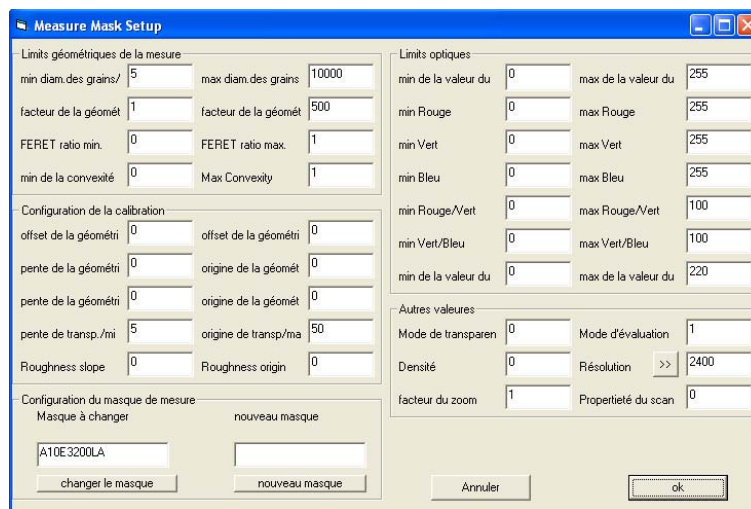 Measure Mask Setup
Limits géométriques de la mesure
min diam.des grains/ 5 max diam.des grains 10000
facteur de la géomét 1 facteur de la géomét 500
FERET ratio min. 0 FERET ratio max. 1
min de la convexité 0 Max Convexity 1
Configuration de la calibration
offset de la géométri 0 offset de la géométri 0
pente de la géométri 0 origine de la géomét 0
pente de la géométri 0 origine de la géomét 0
pente de transp./mi 5 origine de transp/ma 50
Roughness slope 0 Roughness origin 0
Configuration du masque de mesure
Masque à changer nouveau masque
A10E3200LA
changer le masque nouveau masque
Limits optiques
min de la valeur du 0 max de la valeur du 255
min Rouge 0 max Rouge 255
min Vert 0 max Vert 255
min Bleu 0 max Bleu 255
min Rouge/Vert 0 max Rouge/Vert 100
min Vert/Bleu 0 max Vert/Bleu 100
min de la valeur du 0 max de la valeur du 220
Autres valeures
Mode de transparen 0 Mode d'évaluation 1
Densité 0 Résolution >> 2400
facteur du zoom 1 Propertieté du scan 0
Annuler ok